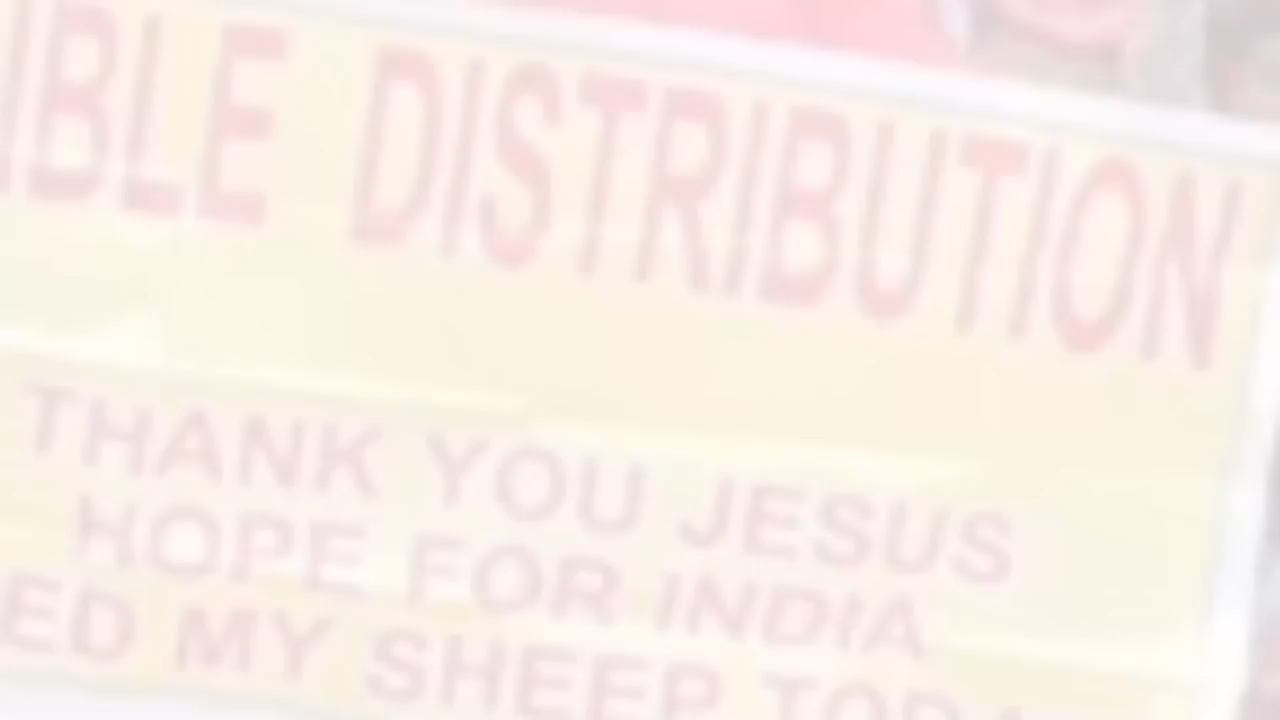 IBLE DISTRIBUTION
THANK YOU JESUS
HOPE FOR INDIA
ED MY SHEEP